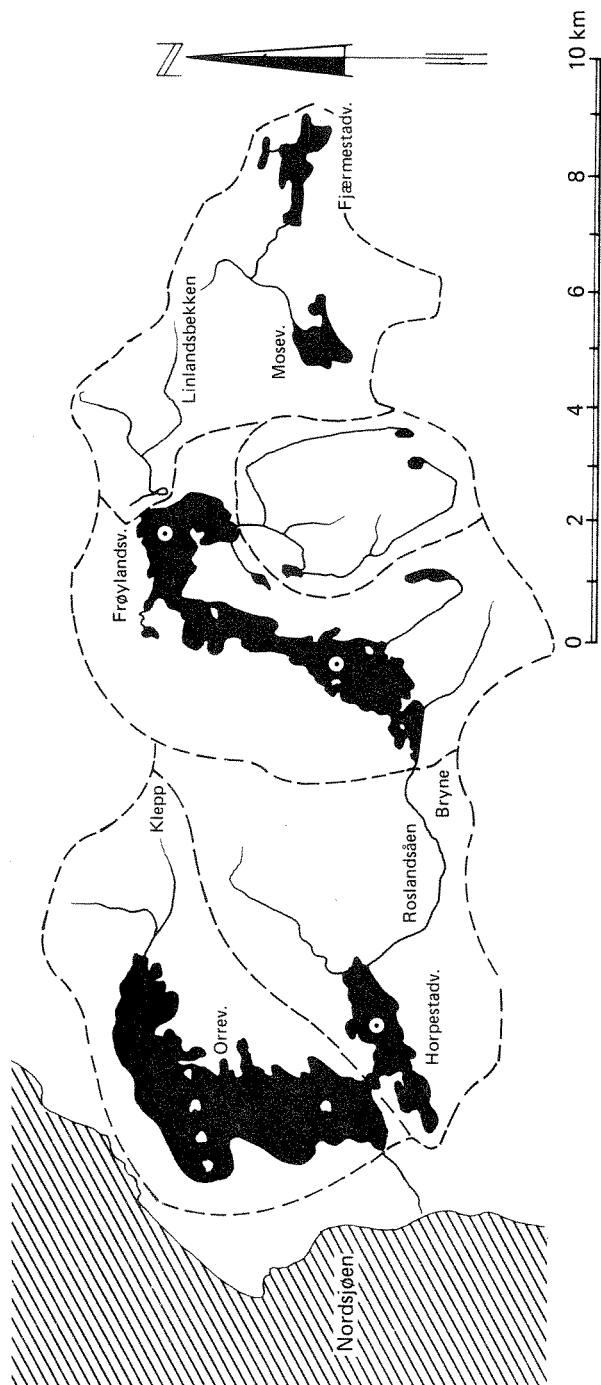 N
Nordsjøen
Orrev.
Klepp
Horpestadv.
Roslandsåen
Bryne
Frøylandsv.
Linlandsbekken
Mosev.
Fjærmestadv.
0 2 4 6 8 10 km